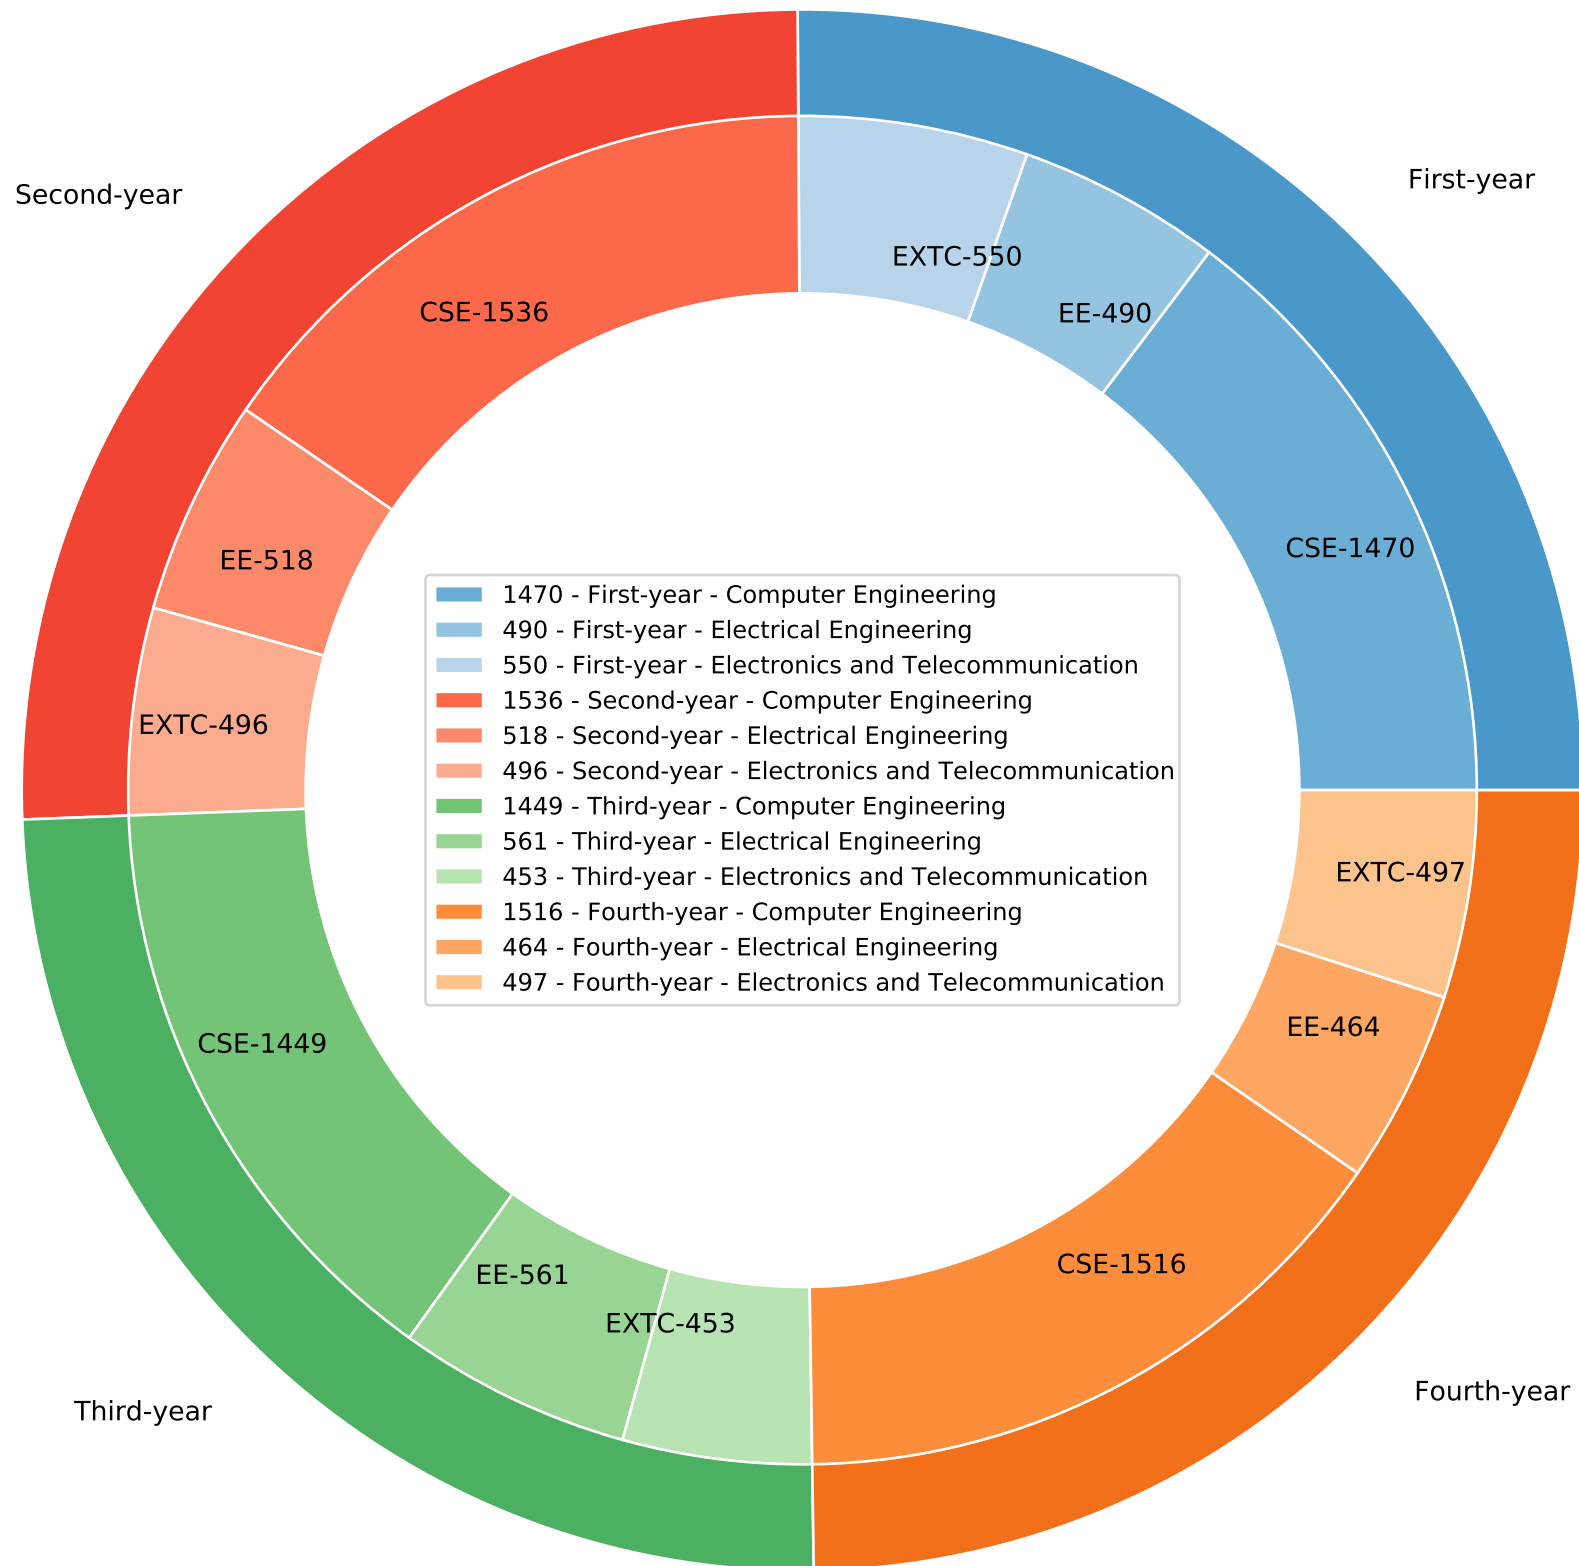 First-year
Second-year
EXTC-550
EE-490
CSE-1536
CSE-1470
EE-518
EXTC-496
1470 - First-year - Computer Engineering
490 - First-year - Electrical Engineering
550 - First-year - Electronics and Telecommunication
1536 - Second-year - Computer Engineering
518 - Second-year - Electrical Engineering
496 - Second-year - Electronics and Telecommunication
1449 - Third-year - Computer Engineering
561 - Third-year - Electrical Engineering
453 - Third-year - Electronics and Telecommunication
1516 - Fourth-year - Computer Engineering
464 - Fourth-year - Electrical Engineering
497 - Fourth-year - Electronics and Telecommunication
EXTC-497
EE-464
CSE-1449
CSE-1516
EE-561
EXTC-453
Fourth-year
Third-year